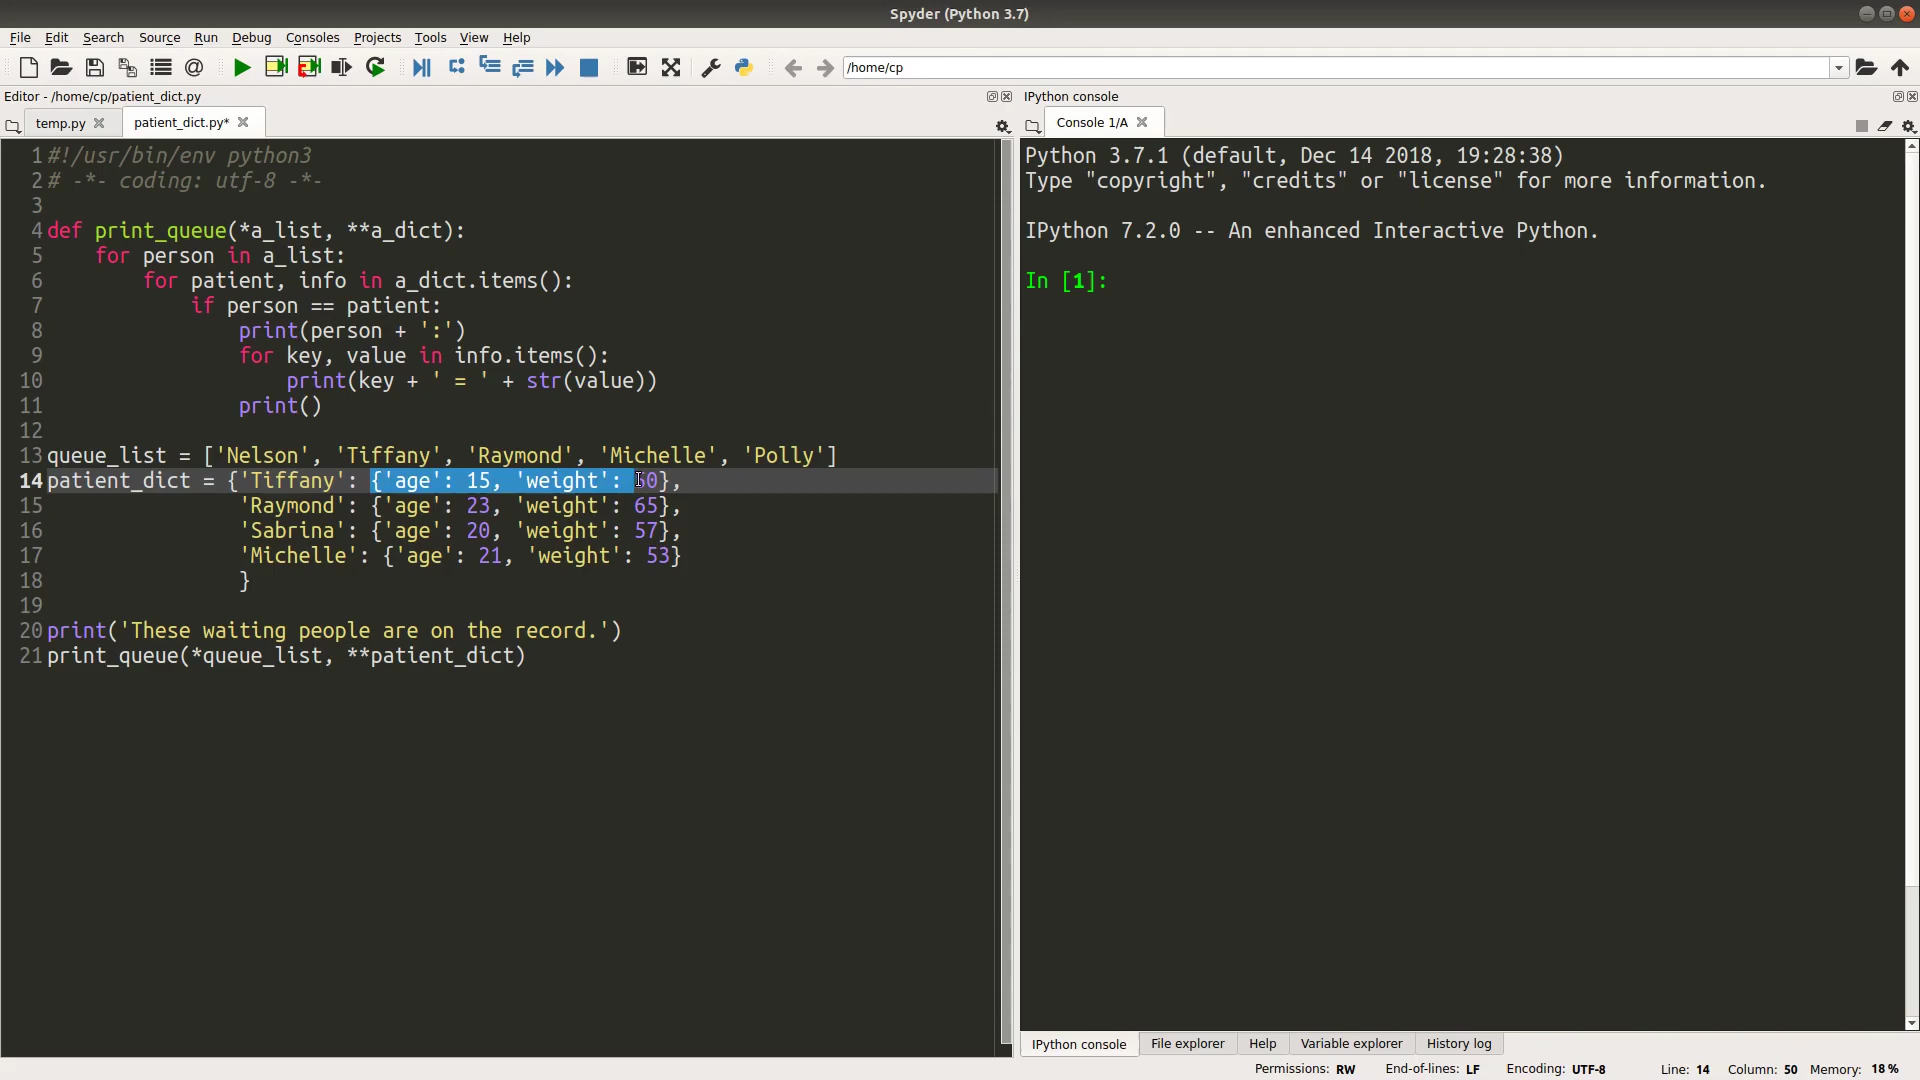 Spyder (Python 3.7)
File Edit Search Source Run Debug Consoles Projects Tools View Help
/home/cp
Editor - /home/cp/patient_dict.py
temp.py patient_dict.py*
1 #!/usr/bin/env python3
2 # -*- coding: utf-8 -*-
3
4 def print_queue(*a_list, **a_dict):
5     for person in a_list:
6         for patient, info in a_dict.items():
7             if person == patient:
8                 print(person + ':')
9                 for key, value in info.items():
10                     print(key + ' = ' + str(value))
11                 print()
12
13 queue_list = ['Nelson', 'Tiffany', 'Raymond', 'Michelle', 'Polly']
14 patient_dict = {'Tiffany': {'age': 15, 'weight': 0},
15                 'Raymond': {'age': 23, 'weight': 65},
16                 'Sabrina': {'age': 20, 'weight': 57},
17                 'Michelle': {'age': 21, 'weight': 53}
18                 }
19
20 print('These waiting people are on the record.')
21 print_queue(*queue_list, **patient_dict)
IPython console
Console 1/A
Python 3.7.1 (default, Dec 14 2018, 19:28:38)
Type "copyright", "credits" or "license" for more information.
IPython 7.2.0 -- An enhanced Interactive Python.
In [1]:
IPython console File explorer Help Variable explorer History log
Permissions: RW End-of-lines: LF Encoding: UTF-8 Line: 14 Column: 50 Memory: 18 %